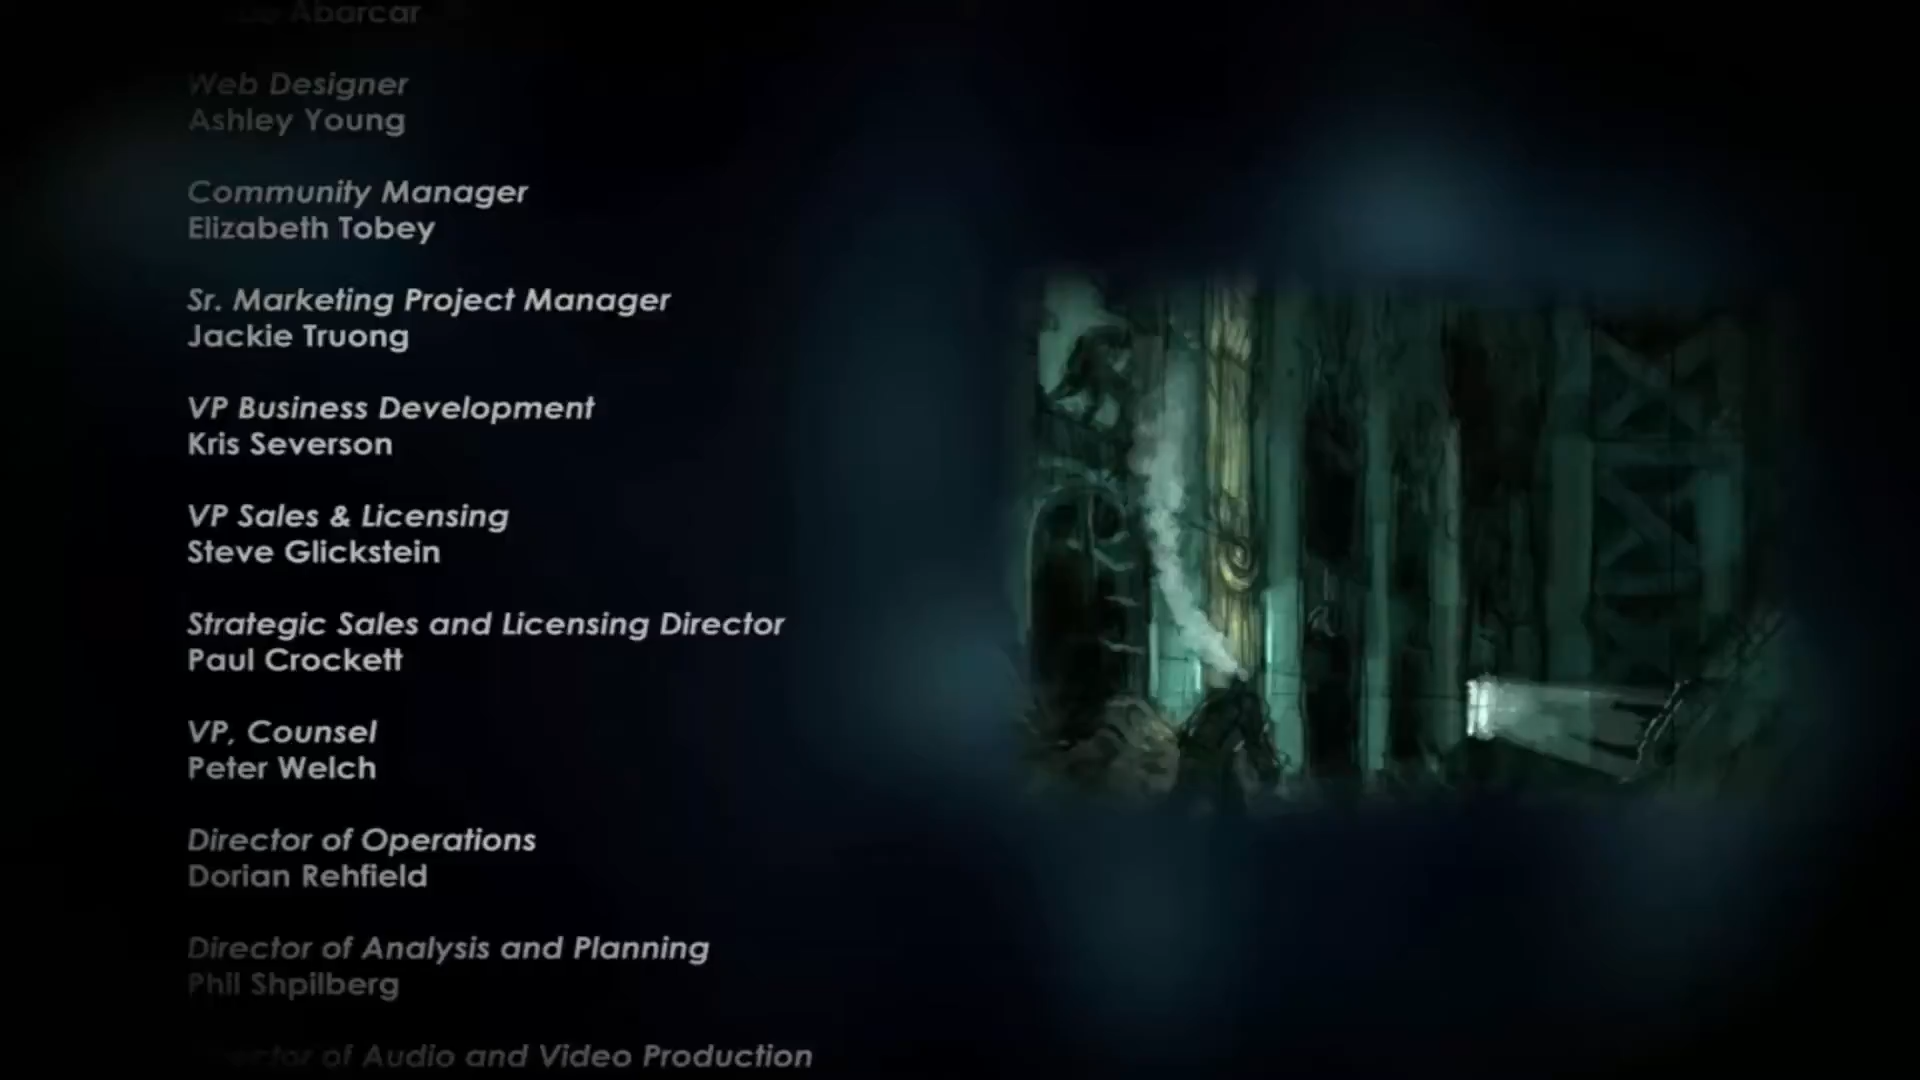 Abarcar
Web Designer
Ashley Young
Community Manager
Elizabeth Tobey
Sr. Marketing Project Manager
Jackie Truong
VP Business Development
Kris Severson
VP Sales & Licensing
Steve Glickstein
Strategic Sales and Licensing Director
Paul Crockett
VP, Counsel
Peter Welch
Director of Operations
Dorian Rehfield
Director of Analysis and Planning
Phil Shpilberg
of Audio and Video Production